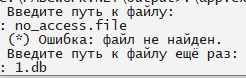 Введите путь к файлу:
: no_access.file
(*) Ошибка: файл не найден.
Введите путь к файлу ещё раз:
: 1.db